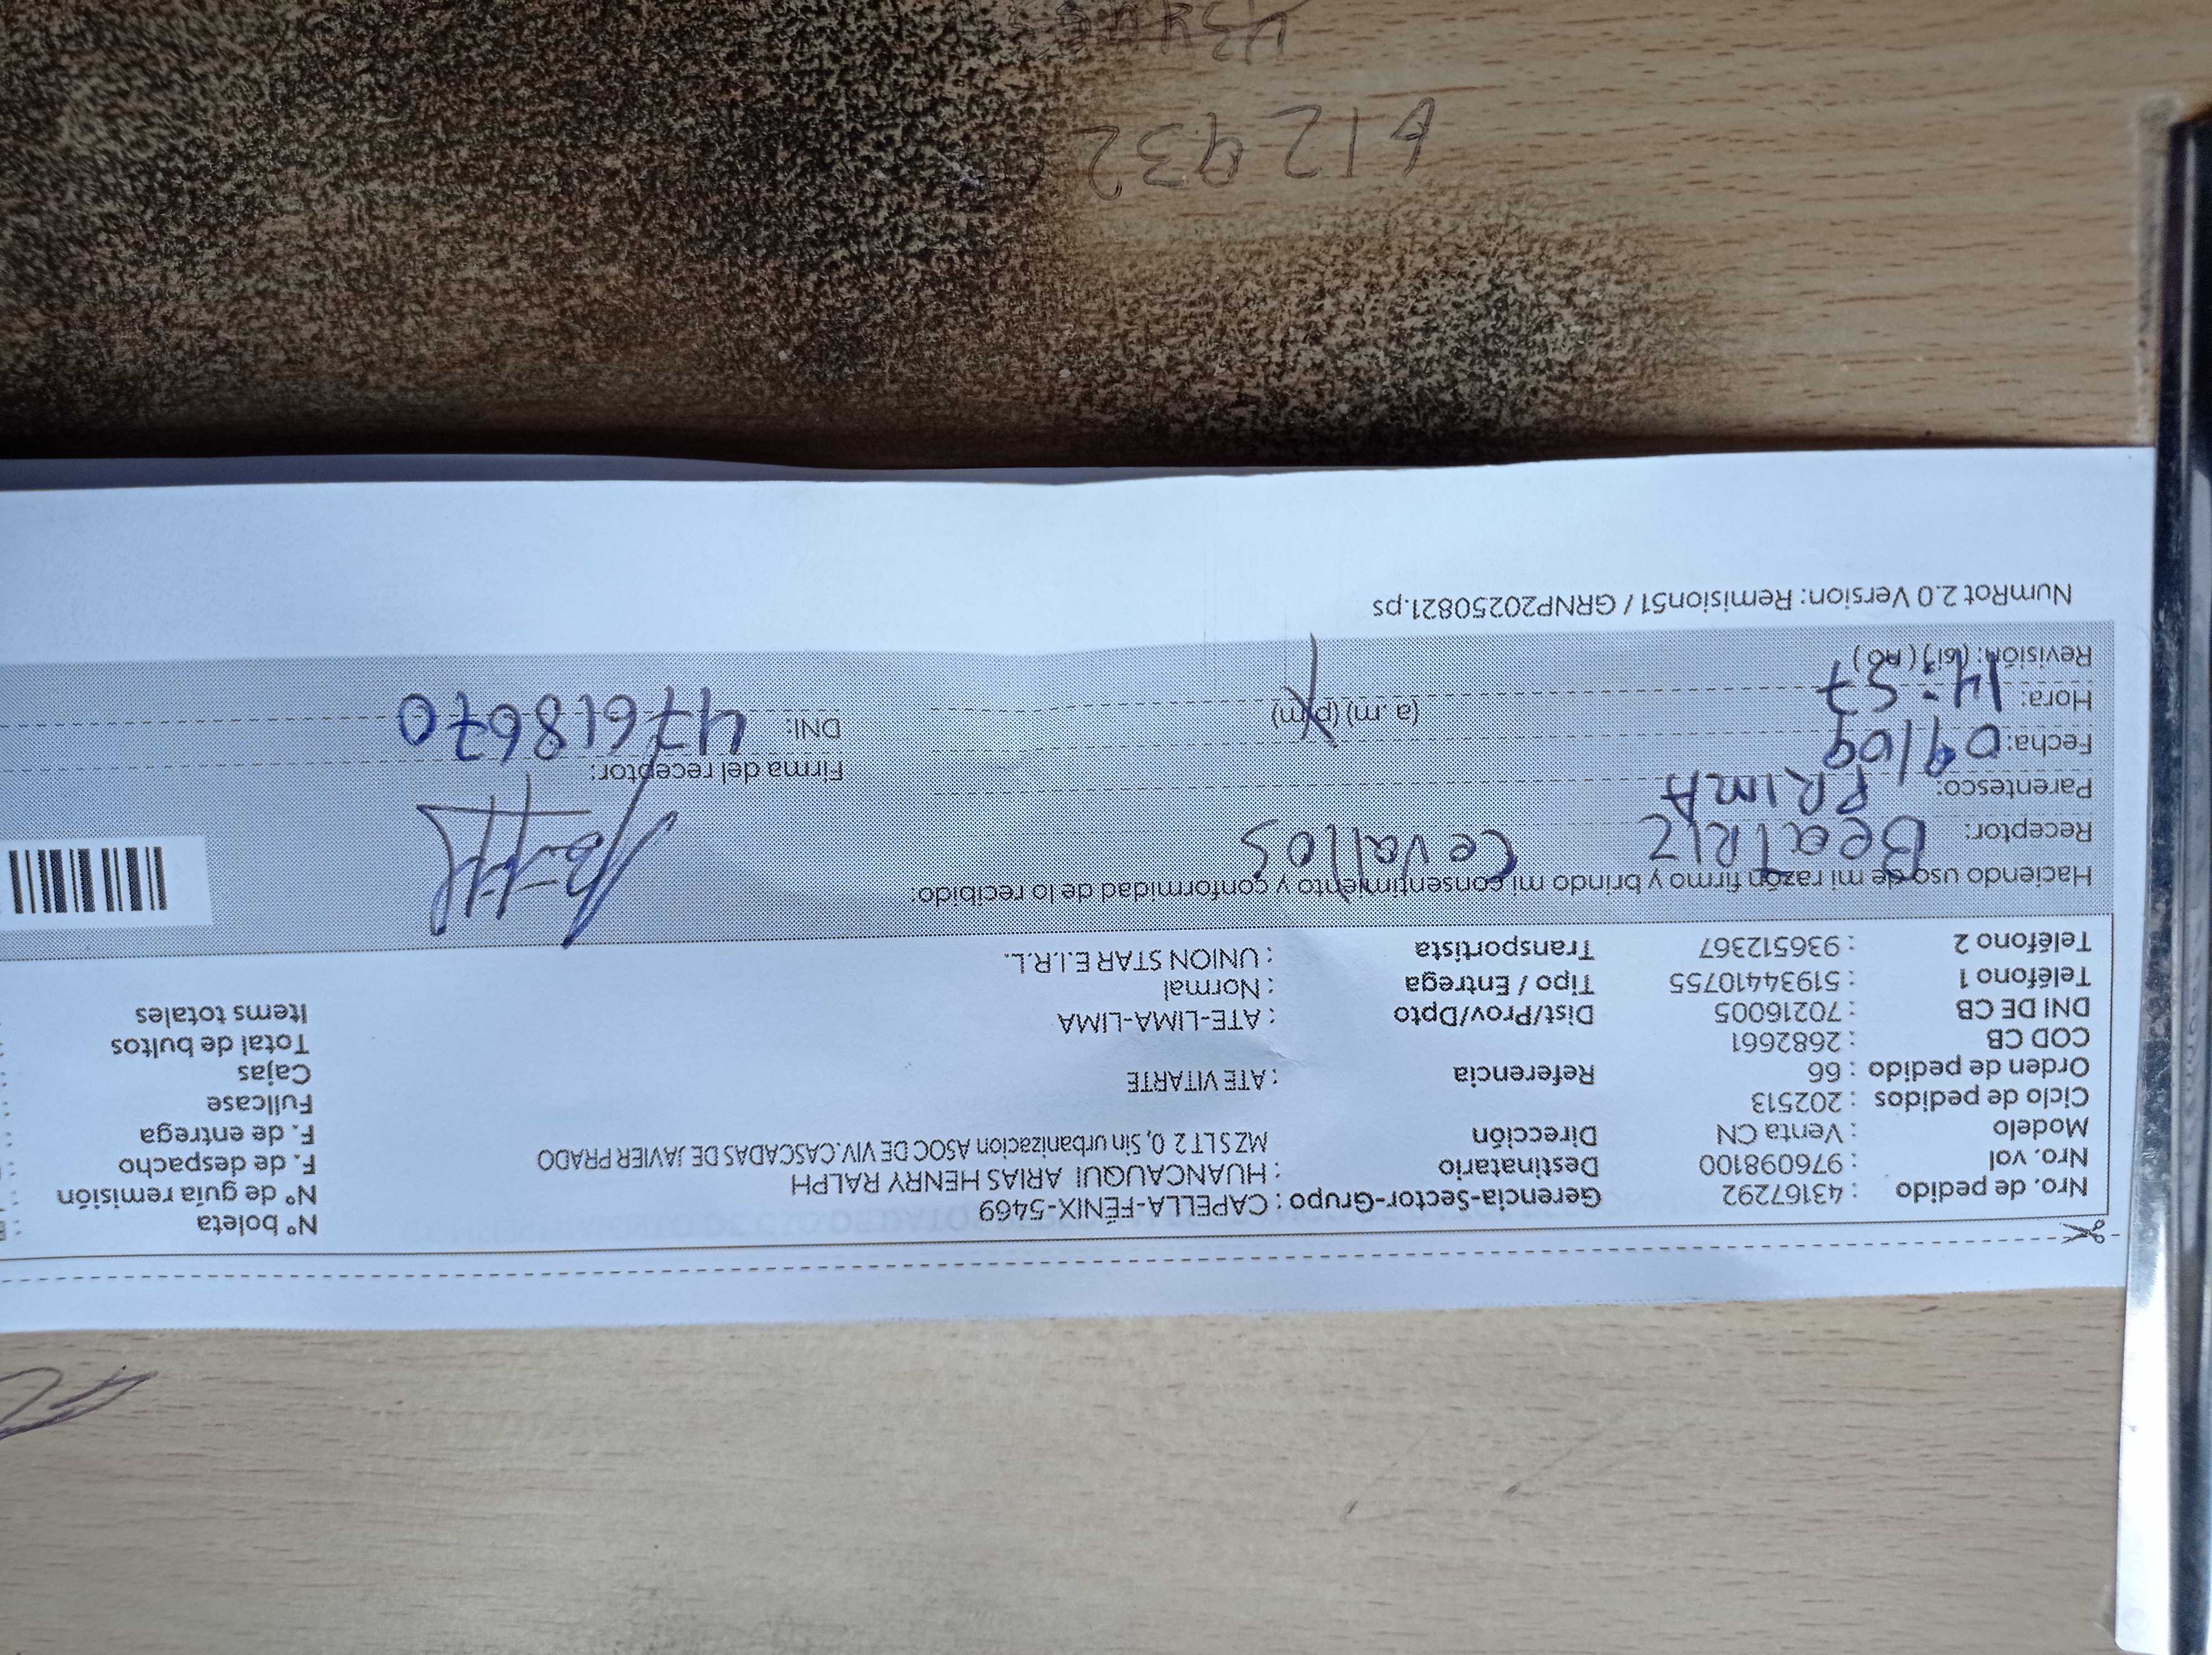 Nro. de pedido : 43167292 Gerencia-Sector-Grupo : CAPELLA-FÉNIX-5469 N° boleta :
Nro. vol : 976098100 Destinatario : HUANCAUQUI ARIAS HENRY RALPH N° de guía remisión :
Modelo : Venta CN Dirección MZ S LT 2 0, Sin urbanizacion ASOC DE VIV. CASCADAS DE JAVIER PRADO F. de despacho :
Ciclo de pedidos : 202513 F. de entrega :
Orden de pedido : 66 Referencia : ATE VITARTE Fullcase :
COD CB : 2682661 Cajas :
DNI DE CB : 70216005 Dist/Prov/Dpto : ATE-LIMA-LIMA Total de bultos :
Teléfono 1 : 51934410755 Tipo / Entrega : Normal Items totales :
Teléfono 2 : 936512367 Transportista : UNION STAR E.I.R.L.
Haciendo uso de mi razón firmo y brindo mi consentimiento y conformidad de lo recibido:
Receptor: BeatRIZ Cevallos
Parentesco: PRIMA
Fecha: 09/09 Firma del receptor:
Hora: 14:57 (a. m) (p.m) DNI: 47618670
Revisión: (si) (no)
NumRot 2.0 Version: Remision51 / GRNP20250821.ps
612932